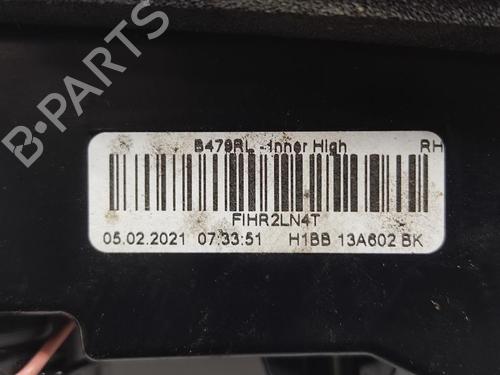 B479RL -Inner High RH
FIHR2LN4T
05.02.2021 07:33:51 H1BB 13A602 BK
B-PARTS